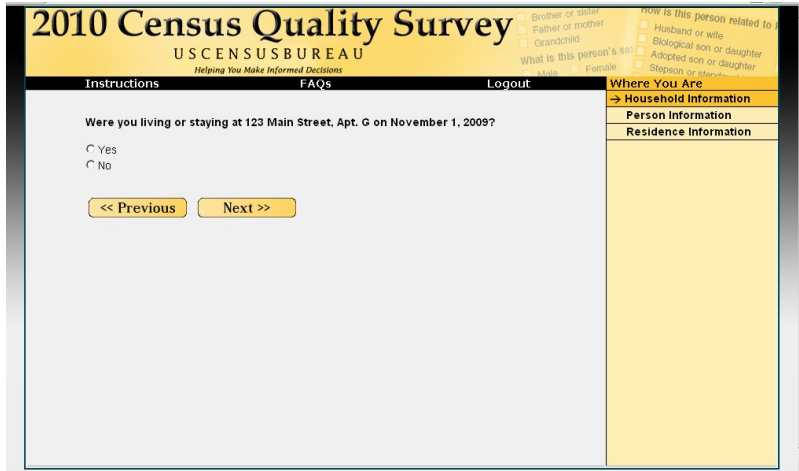 2010 Census Quality Survey
USCENSUSBUREAU
Helping You Make Informed Decisions
Brother or sister
Father or mother
Grandchild
What is this person's sex
Male Female
How is this person related to
Husband or wife
Biological son or daughter
Adopted son or daughter
Stepson or
Instructions FAQs Logout
Where You Are
→ Household Information
Person Information
Residence Information
Were you living or staying at 123 Main Street, Apt. G on November 1, 2009?
Yes
No
<< Previous Next >>